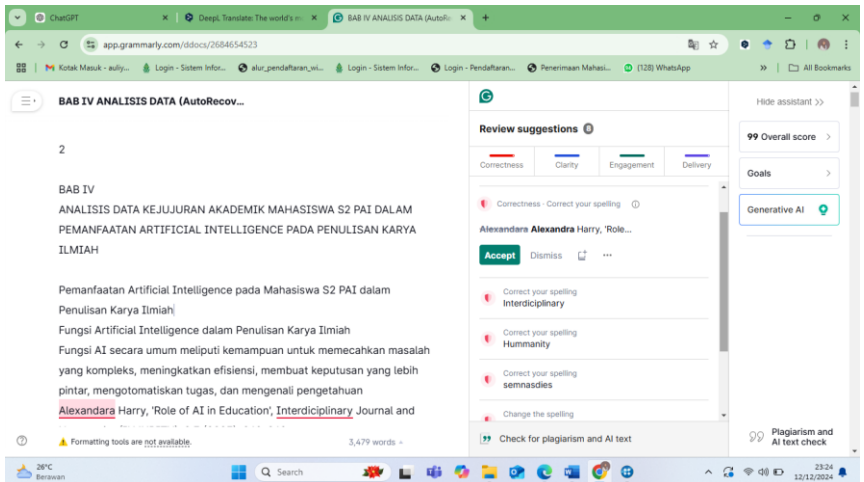 ChatGPT
DeepL Translate: The world's m
BAB IV ANALISIS DATA (AutoRe
app.grammarly.com/ddocs/2684654523
Kotak Masuk - auliy...
Login - Sistem Infor...
alur_pendaftaran_wi...
Login - Sistem Infor...
Login - Pendaftaran...
Penerimaan Mahasi...
(128) WhatsApp
All Bookmarks
BAB IV ANALISIS DATA (AutoRecov...
2
BAB IV
ANALISIS DATA KEJUJURAN AKADEMIK MAHASISWA S2 PAI DALAM
PEMANFAATAN ARTIFICIAL INTELLIGENCE PADA PENULISAN KARYA
ILMIAH
Pemanfaatan Artificial Intelligence pada Mahasiswa S2 PAI dalam
Penulisan Karya Ilmiah
Fungsi Artificial Intelligence dalam Penulisan Karya Ilmiah
Fungsi AI secara umum meliputi kemampuan untuk memecahkan masalah
yang kompleks, meningkatkan efisiensi, membuat keputusan yang lebih
pintar, mengotomatiskan tugas, dan mengenali pengetahuan
Alexandara Harry, 'Role of AI in Education', Interdiciplinary Journal and
Formatting tools are not available.
3,479 words
Review suggestions 8
Correctness
Clarity
Engagement
Delivery
Correctness · Correct your spelling
Alexandara Alexandra Harry, 'Role...
Accept
Dismiss
Correct your spelling
Interdiciplinary
Correct your spelling
Hummanity
Correct your spelling
semnasdies
Change the spelling
Check for plagiarism and AI text
Hide assistant
99 Overall score
Goals
Generative AI
Plagiarism and
AI text check
26°C
Berawan
Search
23:24
12/12/2024